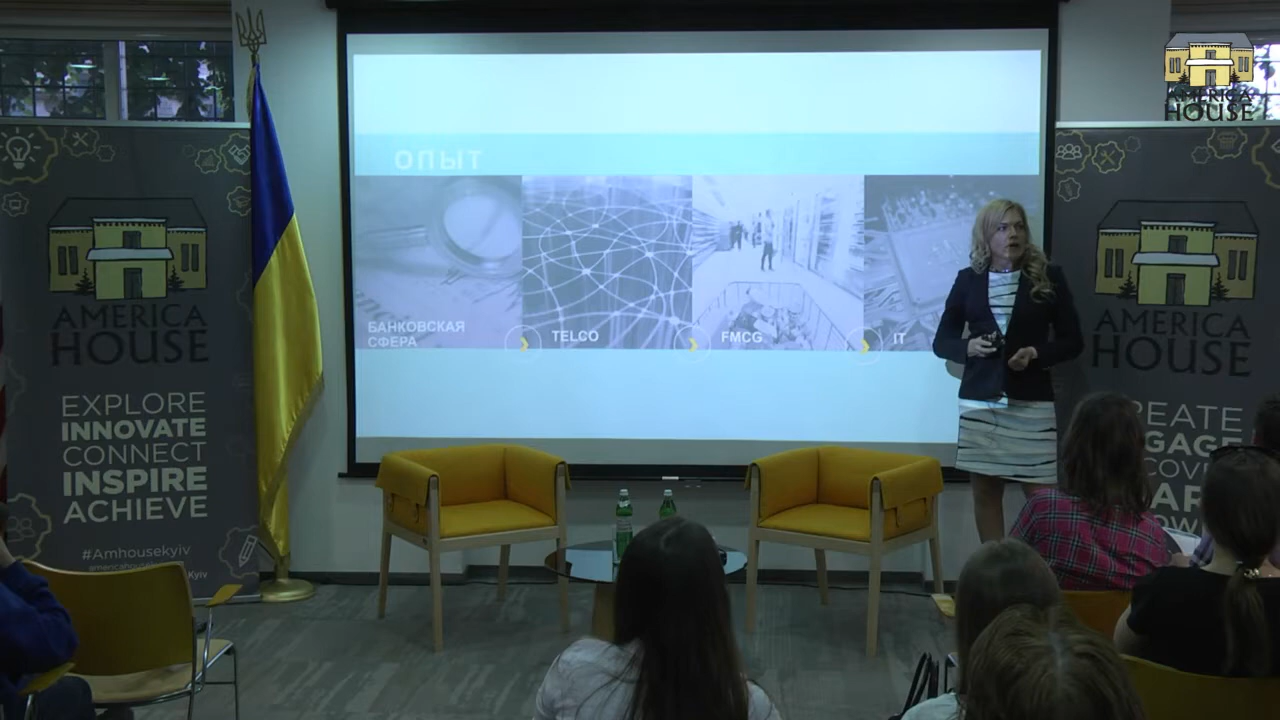 AMERICA
HOUSE
ОПЫТ
БАНКОВСКАЯ
СФЕРА
TELCO
FMCG
IT
AMERICA
HOUSE
EXPLORE
INNOVATE
CONNECT
INSPIRE
ACHIEVE
#Amhousekyiv
AMERICA
HOUSE